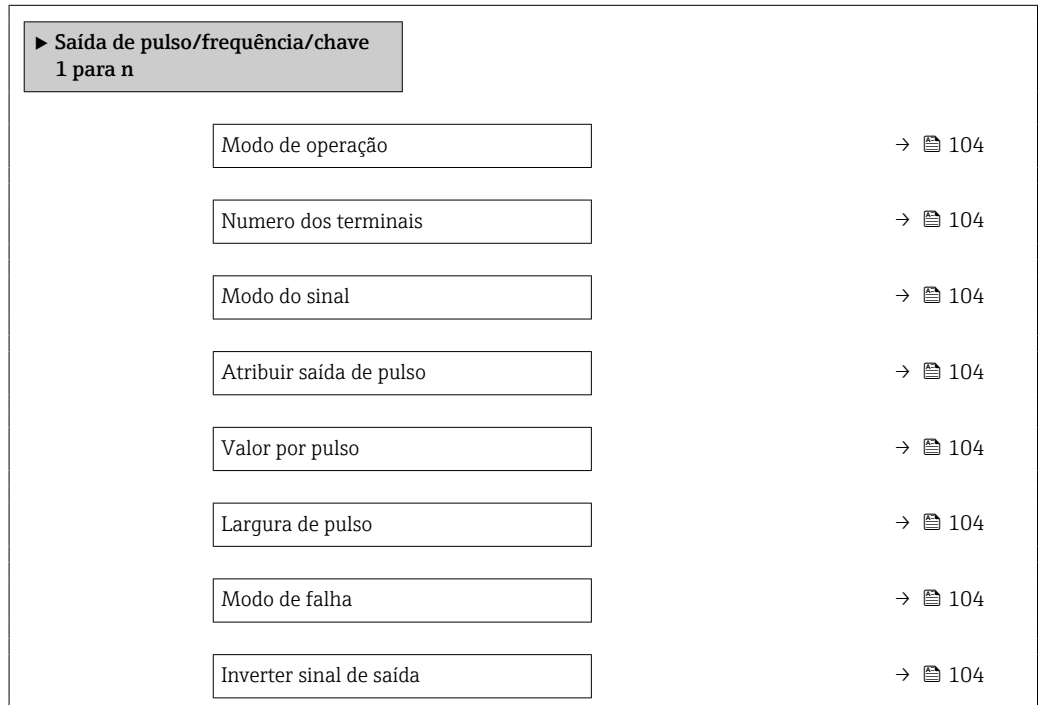 ▶ Saída de pulso/frequência/chave
1 para n
Modo de operação → 104
Numero dos terminais → 104
Modo do sinal → 104
Atribuir saída de pulso → 104
Valor por pulso → 104
Largura de pulso → 104
Modo de falha → 104
Inverter sinal de saída → 104